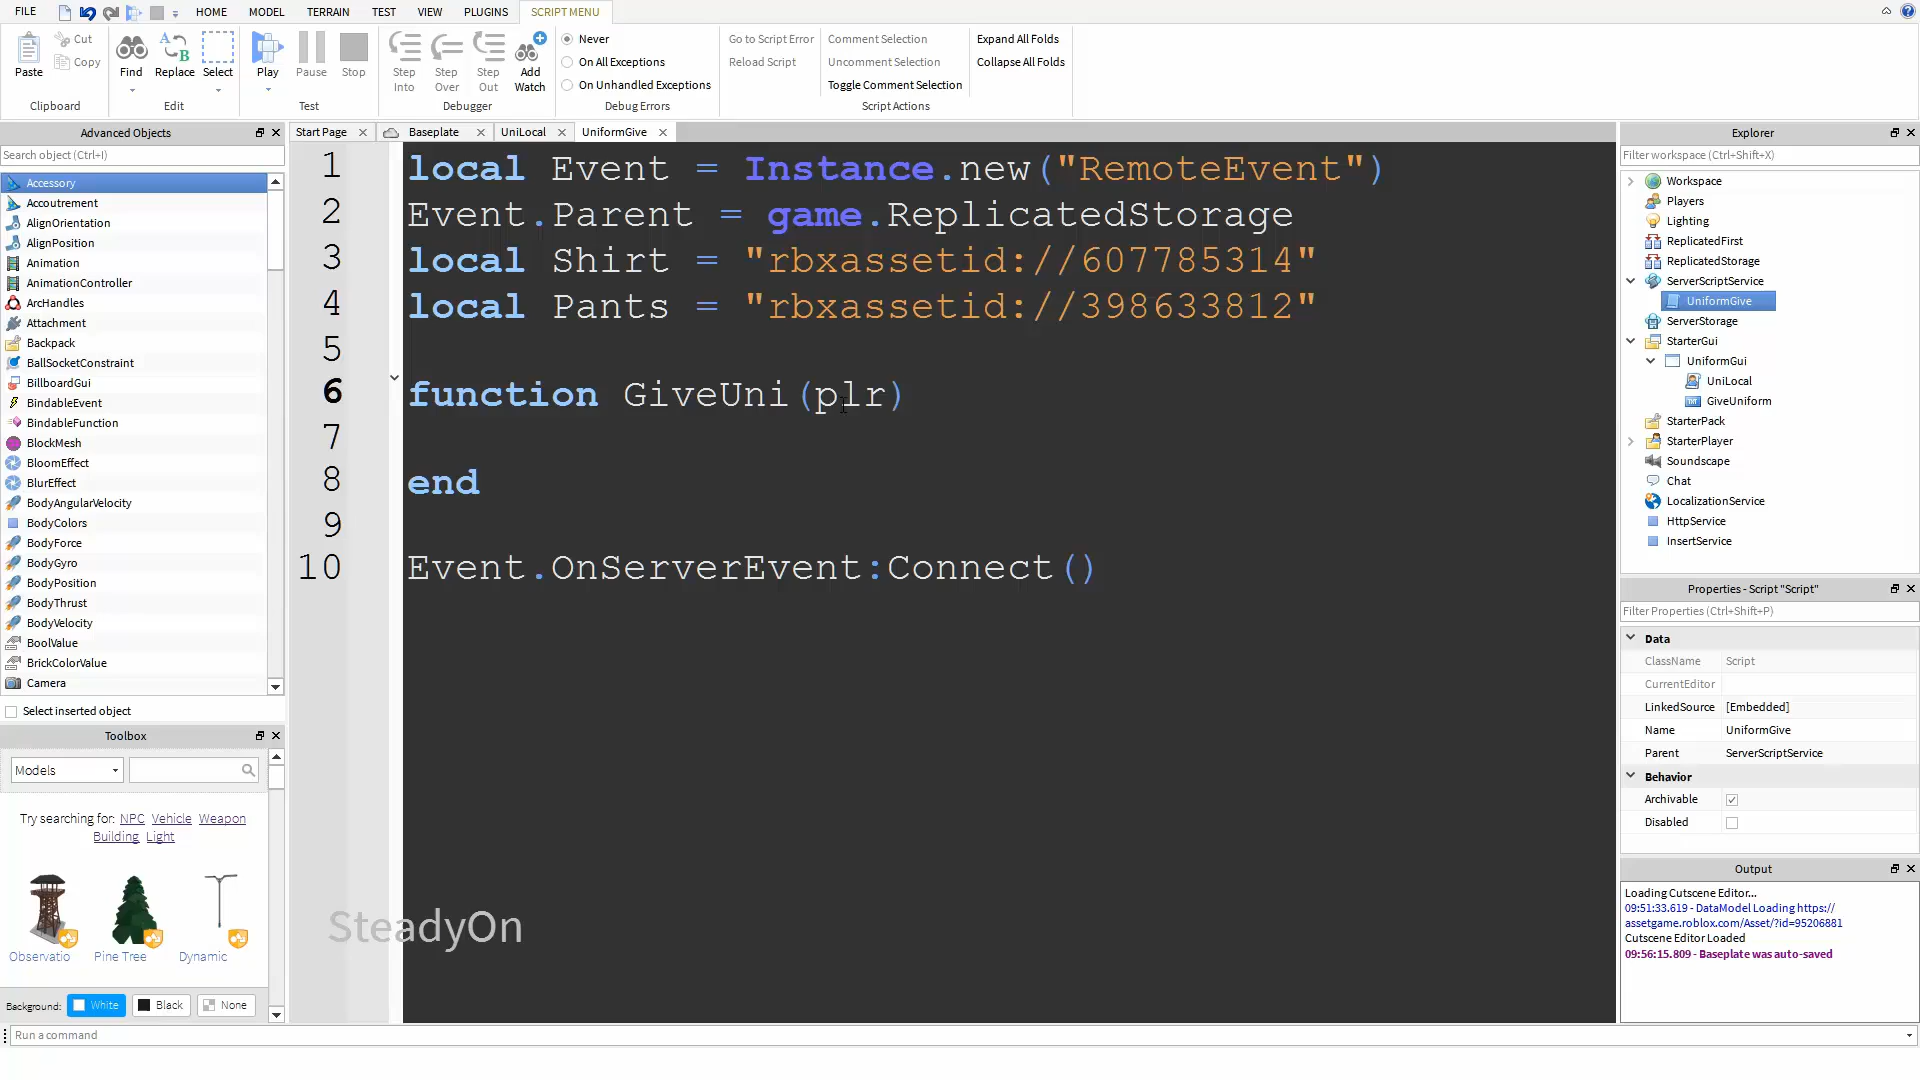 FILE
HOME
MODEL
TERRAIN
TEST
VIEW
PLUGINS
SCRIPT MENU
Paste
Cut
Copy
Clipboard
Find
Replace
Select
Edit
Play
Pause
Stop
Test
Step Into
Step Over
Step Out
Add Watch
Debugger
Never
On All Exceptions
On Unhandled Exceptions
Debug Errors
Go to Script Error
Reload Script
Comment Selection
Uncomment Selection
Toggle Comment Selection
Expand All Folds
Collapse All Folds
Script Actions
Advanced Objects
Search object (Ctrl+I)
Accessory
Accoutrement
AlignOrientation
AlignPosition
Animation
AnimationController
ArcHandles
Attachment
Backpack
BallSocketConstraint
BillboardGui
BindableEvent
BindableFunction
BlockMesh
BloomEffect
BlurEffect
BodyAngularVelocity
BodyColors
BodyForce
BodyGyro
BodyPosition
BodyThrust
BodyVelocity
BoolValue
BrickColorValue
Camera
Select inserted object
Toolbox
Models
Try searching for: NPC Vehicle Weapon
Building Light
Observatio
Pine Tree
Dynamic
Background: White Black None
Run a command
Start Page
Baseplate
UniLocal
UniformGive
1 local Event = Instance.new("RemoteEvent")
2 Event.Parent = game.ReplicatedStorage
3 local Shirt = "rbxassetid://607785314"
4 local Pants = "rbxassetid://398633812"
5
6 function GiveUni(plr)
7
8 end
9
10 Event.OnServerEvent:Connect()
SteadyOn
Explorer
Filter workspace (Ctrl+Shift+X)
Workspace
Players
Lighting
ReplicatedFirst
ReplicatedStorage
ServerScriptService
UniformGive
ServerStorage
StarterGui
UniformGui
UniLocal
GiveUniform
StarterPack
StarterPlayer
Soundscape
Chat
LocalizationService
HttpService
InsertService
Properties - Script "Script"
Filter Properties (Ctrl+Shift+P)
Data
ClassName Script
CurrentEditor
LinkedSource [Embedded]
Name UniformGive
Parent ServerScriptService
Behavior
Archivable
Disabled
Output
Loading Cutscene Editor...
09:51:33.619 - DataModel Loading https://
assetgame.roblox.com/Asset/?id=95206881
Cutscene Editor Loaded
09:56:15.809 - Baseplate was auto-saved